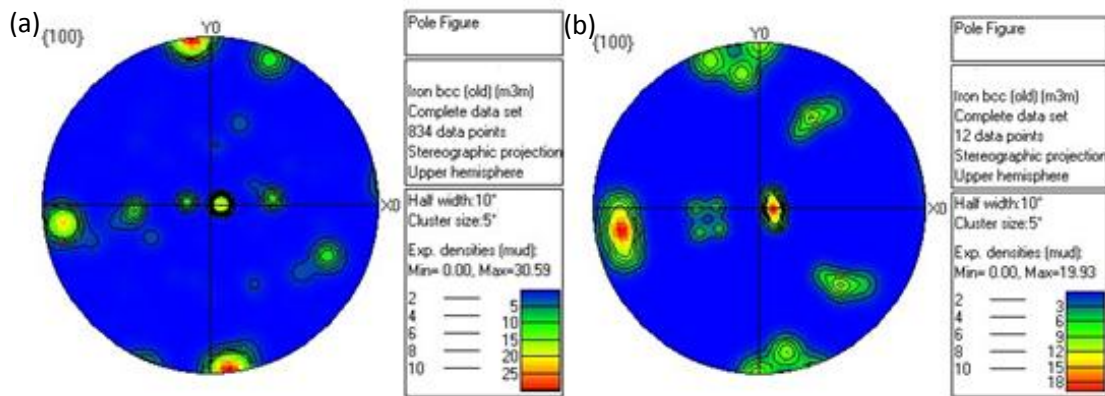 (a)
{100}
Y0
X0
Pole Figure
Iron bcc (old) (m3m)
Complete data set
834 data points
Stereographic projection
Upper hemisphere
Half width:10°
Cluster size:5°
Exp. densities (mud):
Min= 0.00, Max=30.59
2
4
6
8
10
5
10
15
20
25
(b)
{100}
Y0
X0
Pole Figure
Iron bcc (old) (m3m)
Complete data set
12 data points
Stereographic projection
Upper hemisphere
Half width:10°
Cluster size:5°
Exp. densities (mud):
Min= 0.00, Max=19.93
2
4
6
8
10
3
6
9
12
15
18